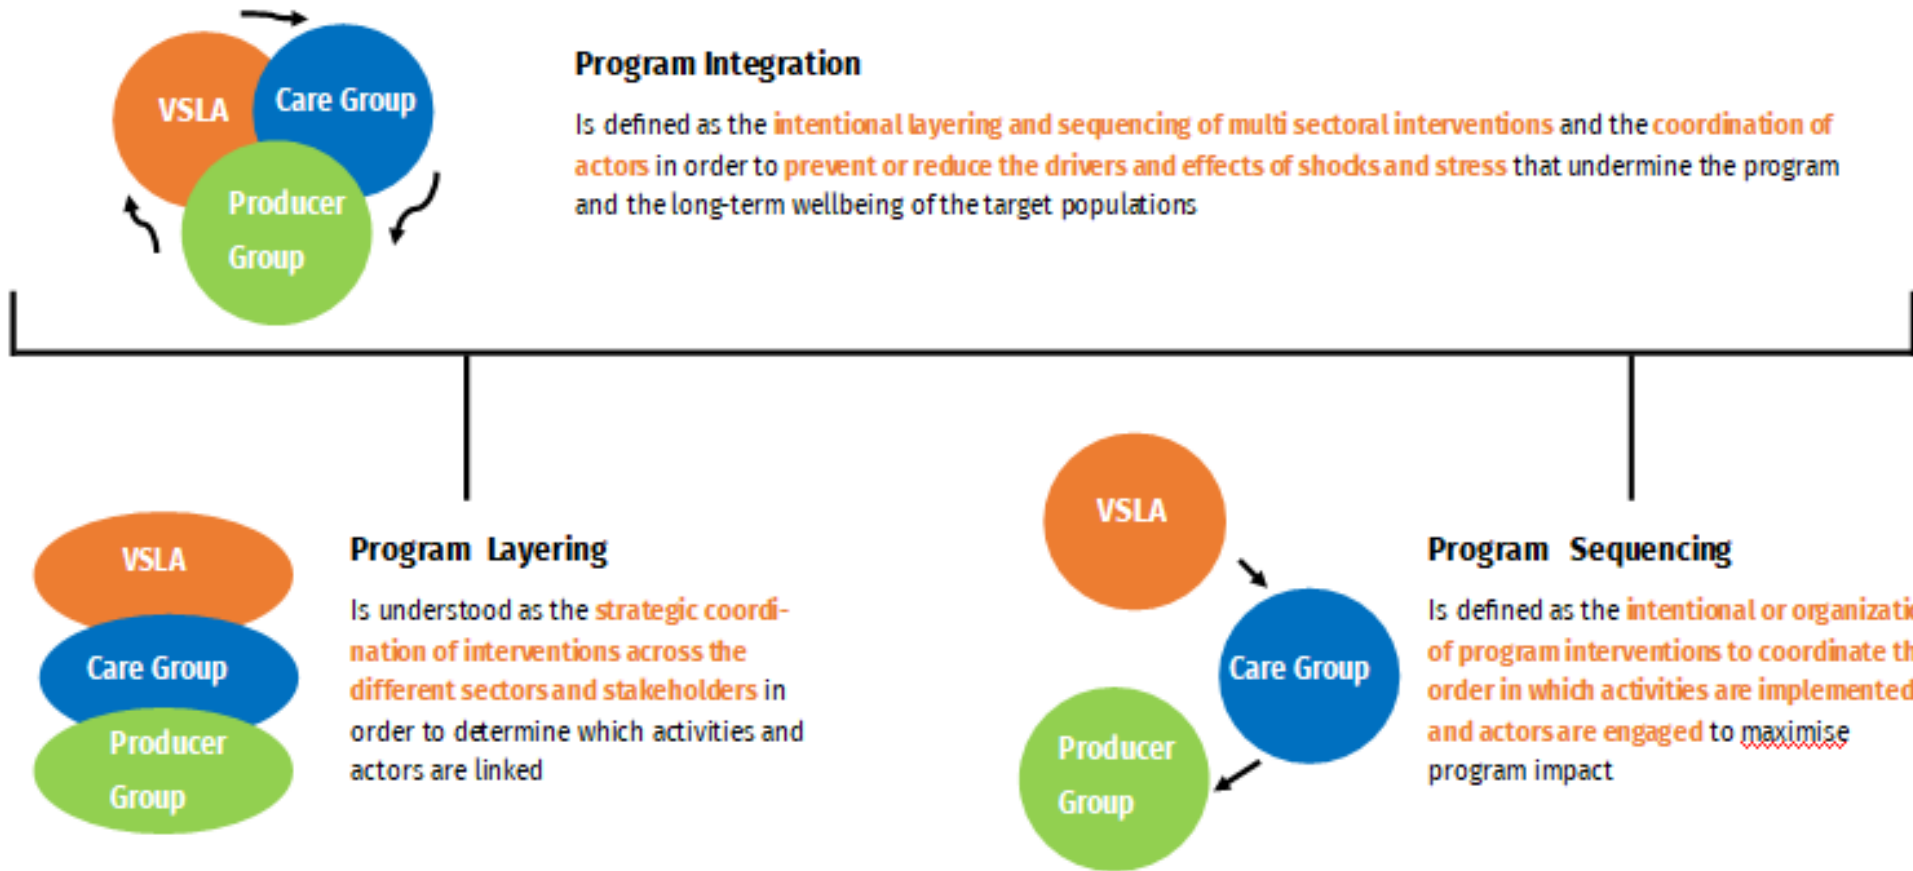 VSLA
Care Group
Producer
Group
Program Integration
Is defined as the intentional layering and sequencing of multi sectoral interventions and the coordination of
actors in order to prevent or reduce the drivers and effects of shocks and stress that undermine the program
and the long-term wellbeing of the target populations
VSLA
Care Group
Producer
Group
Program Layering
Is understood as the strategic coordi-
nation of interventions across the
different sectors and stakeholders in
order to determine which activities and
actors are linked
VSLA
Care Group
Producer
Group
Program Sequencing
Is defined as the intentional or
of program interventions to coordinate
order in which activities are implemented
and actors are engaged to maximise
program impact